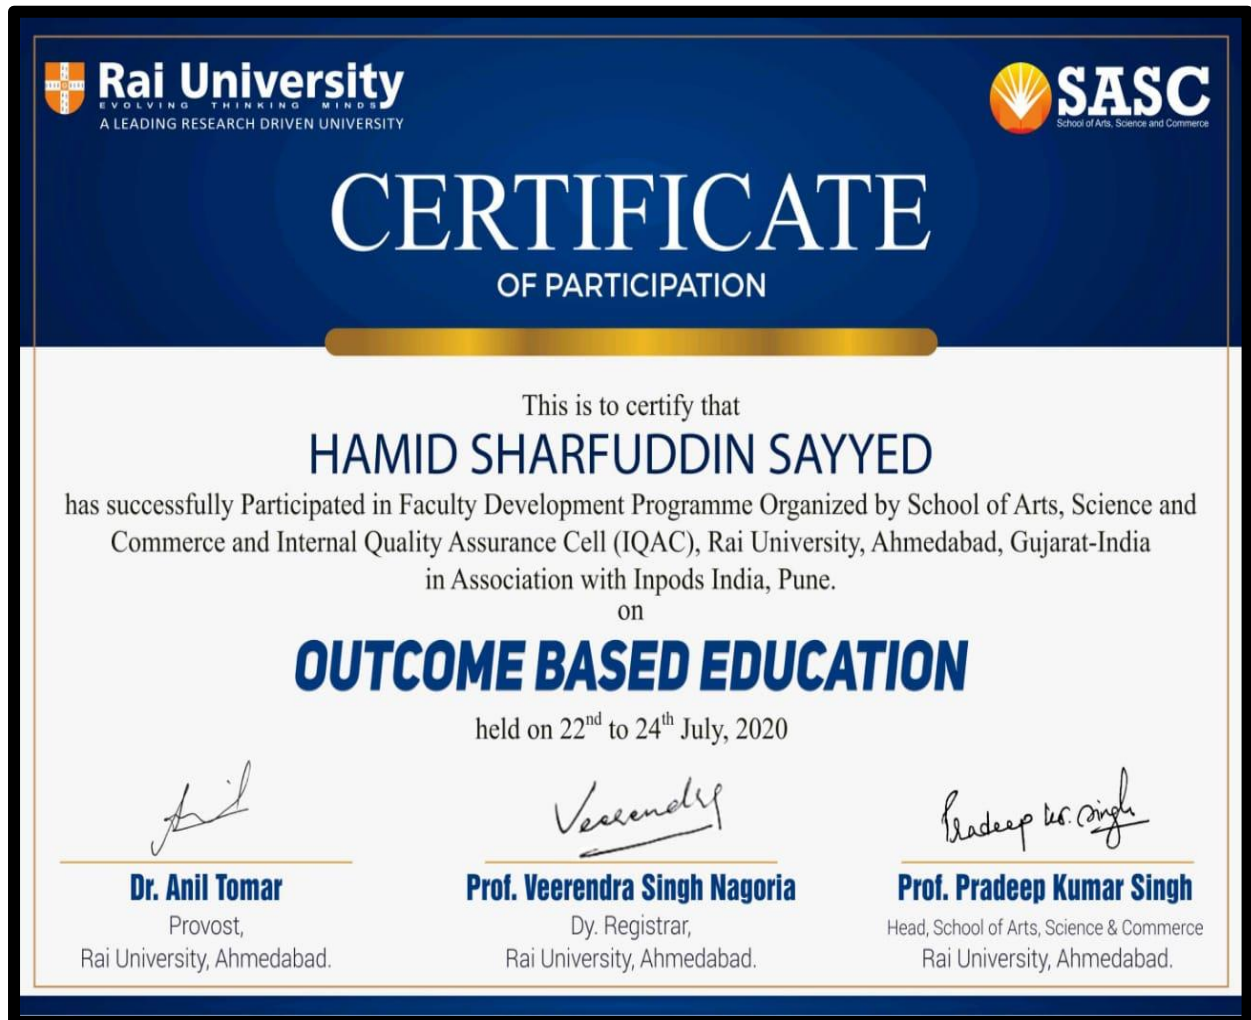 Rai University
EVOLVING THINKING MINDS
A LEADING RESEARCH DRIVEN UNIVERSITY
SASC
School of Arts, Science and Commerce
CERTIFICATE
OF PARTICIPATION
This is to certify that
HAMID SHARFUDDIN SAYYED
has successfully Participated in Faculty Development Programme Organized by School of Arts, Science and
Commerce and Internal Quality Assurance Cell (IQAC), Rai University, Ahmedabad, Gujarat-India
in Association with Inpods India, Pune.
on
OUTCOME BASED EDUCATION
held on 22nd to 24th July, 2020
Anil
Veerendra
Pradeep kr. Singh
Dr. Anil Tomar
Provost,
Rai University, Ahmedabad.
Prof. Veerendra Singh Nagoria
Dy. Registrar,
Rai University, Ahmedabad.
Prof. Pradeep Kumar Singh
Head, School of Arts, Science & Commerce
Rai University, Ahmedabad.